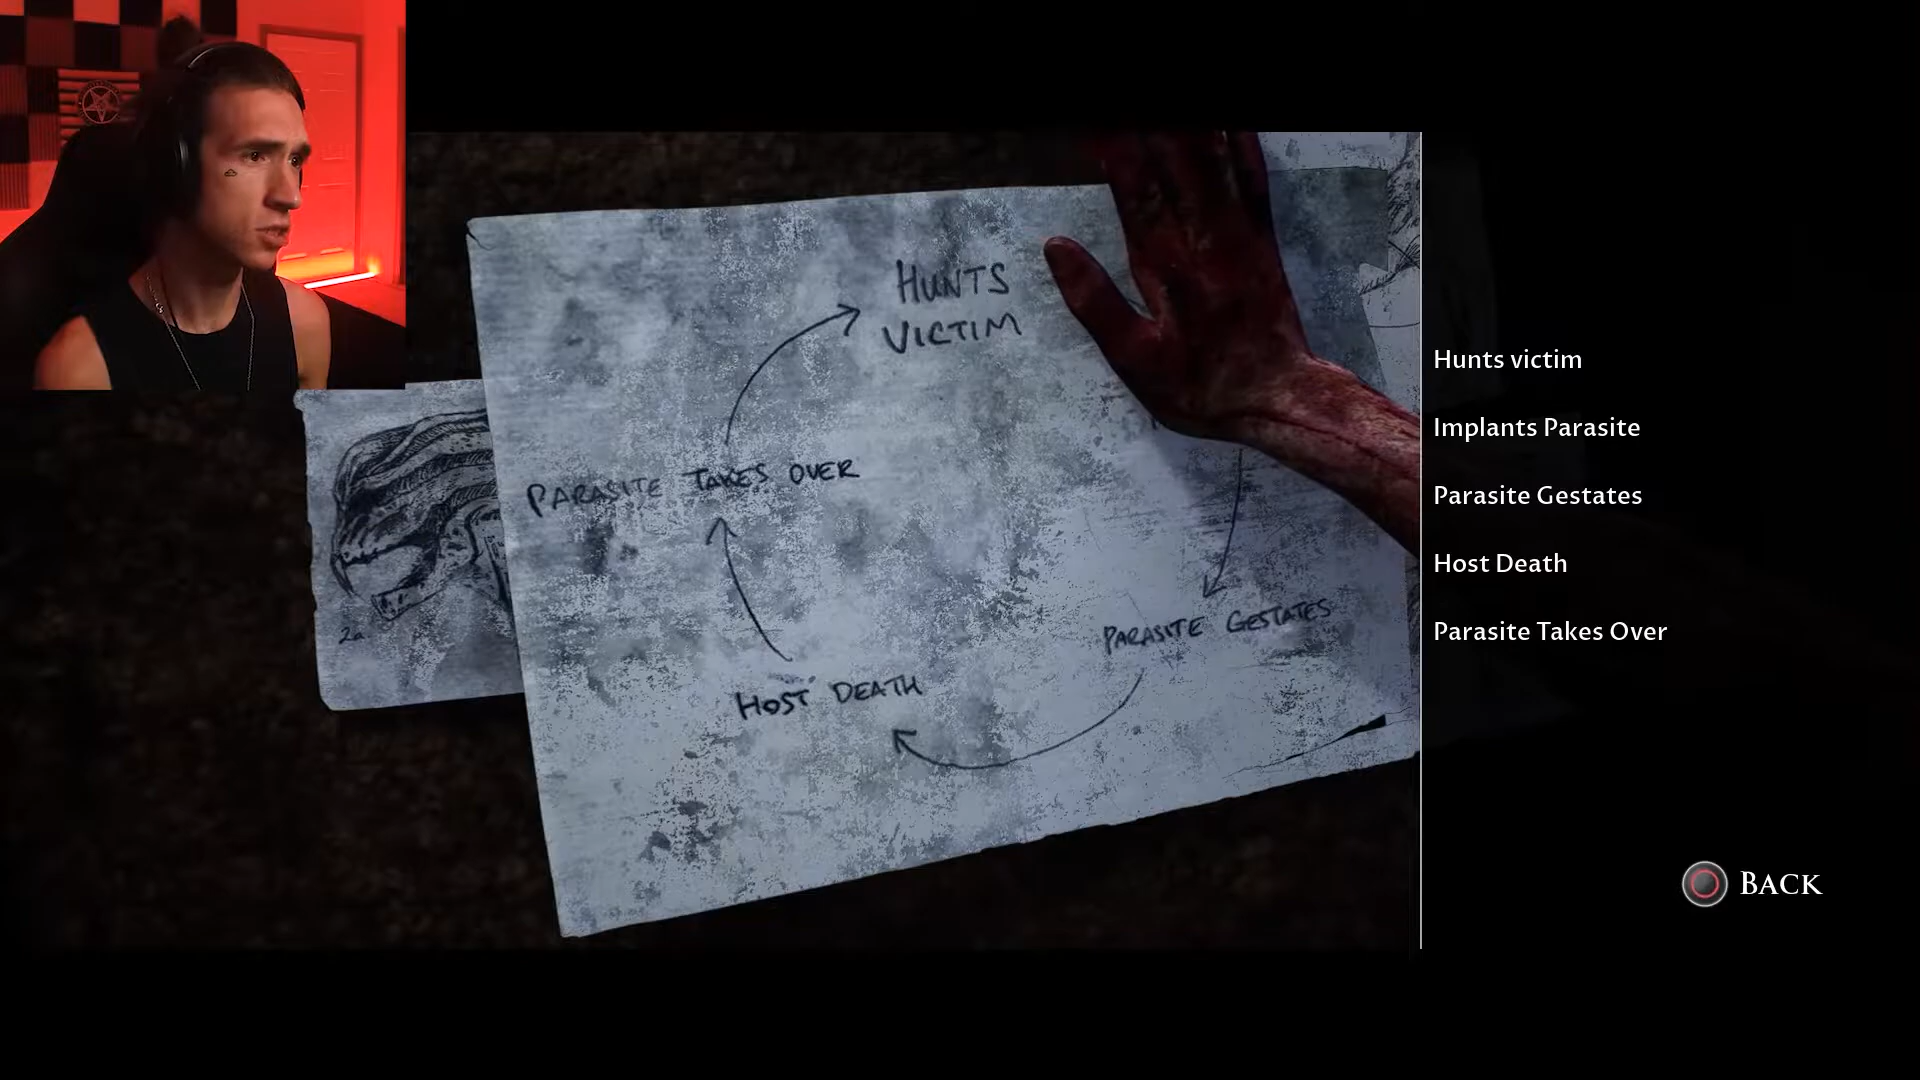 HUNTS
VICTIM
PARASITE TAKES OVER
PARASITE GESTATES
HOST DEATH
2a
Hunts victim
Implants Parasite
Parasite Gestates
Host Death
Parasite Takes Over
BACK